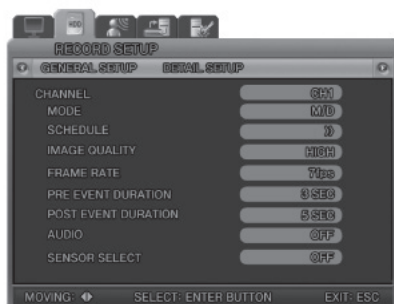 HDD
RECORD SETUP
GENERAL SETUP DETAIL SETUP
CHANNEL CH1
MODE M/D
SCHEDULE
IMAGE QUALITY HIGH
FRAME RATE 7fps
PRE EVENT DURATION 3 SEC
POST EVENT DURATION 5 SEC
AUDIO OFF
SENSOR SELECT OFF
MOVING: SELECT: ENTER BUTTON EXIT: ESC